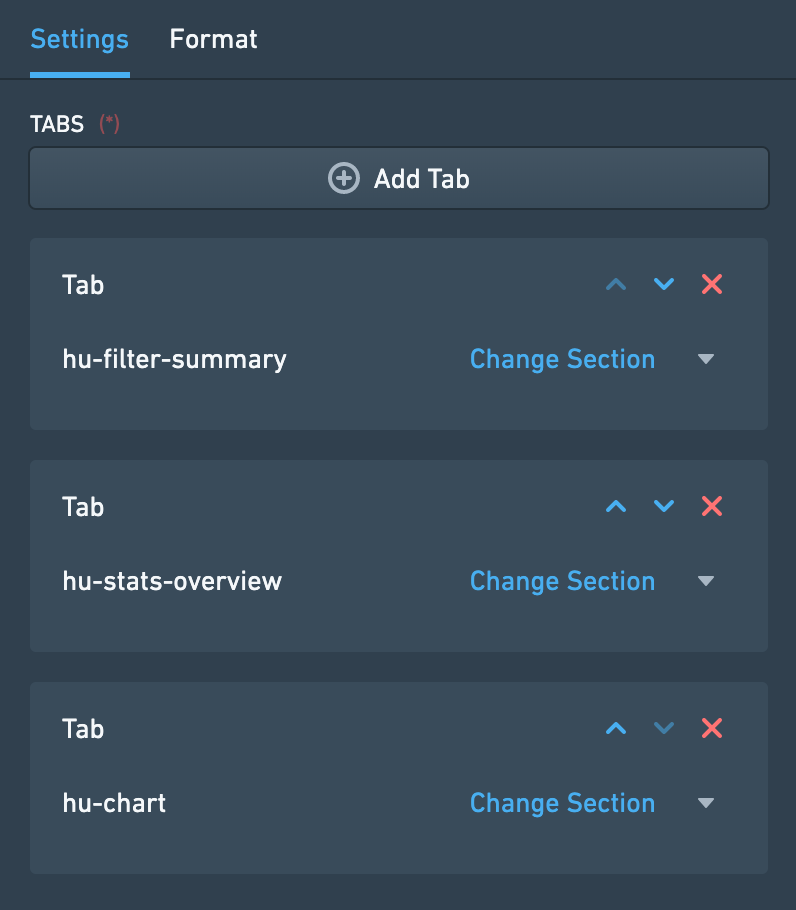 Settings Format
TABS (*)
Add Tab
Tab
hu-filter-summary Change Section
Tab
hu-stats-overview Change Section
Tab
hu-chart Change Section